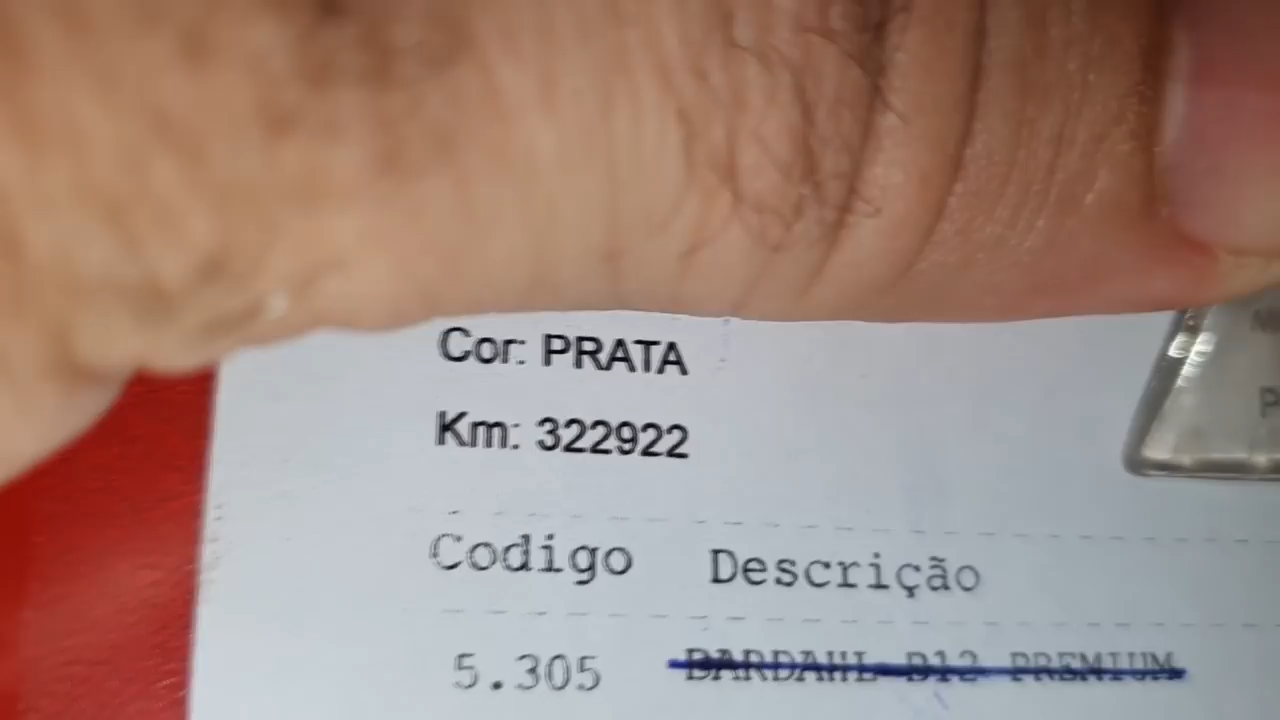 Cor: PRATA
Km: 322922
Codigo Descrição
5.305 BARDAHL B12 PREMIUM